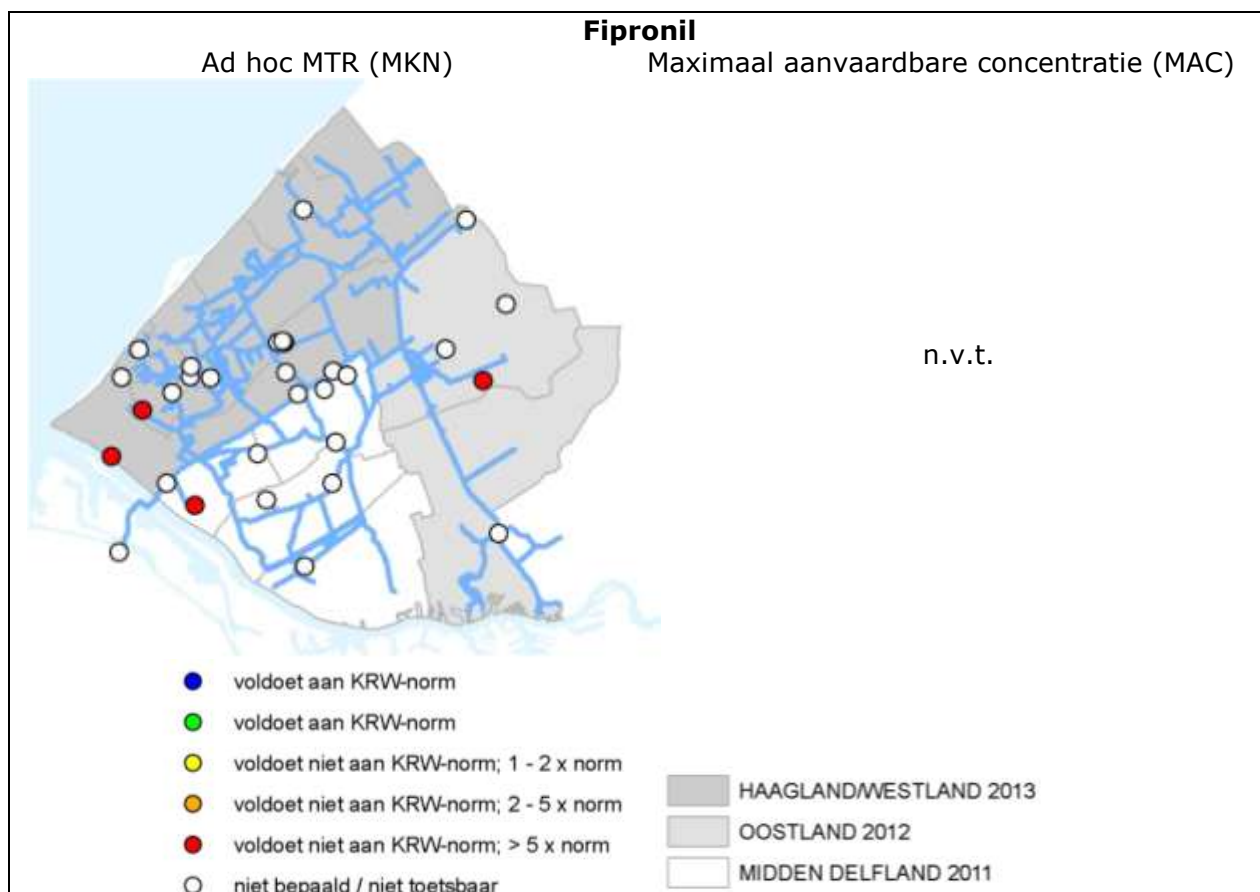 Fipronil
Ad hoc MTR (MKN)
Maximaal aanvaardbare concentratie (MAC)
n.v.t.
voldoet aan KRW-norm
voldoet aan KRW-norm
voldoet niet aan KRW-norm; 1 - 2 x norm
voldoet niet aan KRW-norm; 2 - 5 x norm
voldoet niet aan KRW-norm; > 5 x norm
niet bepaald / niet toetsbaar
HAAGLAND/WESTLAND 2013
OOSTLAND 2012
MIDDEN DELFLAND 2011